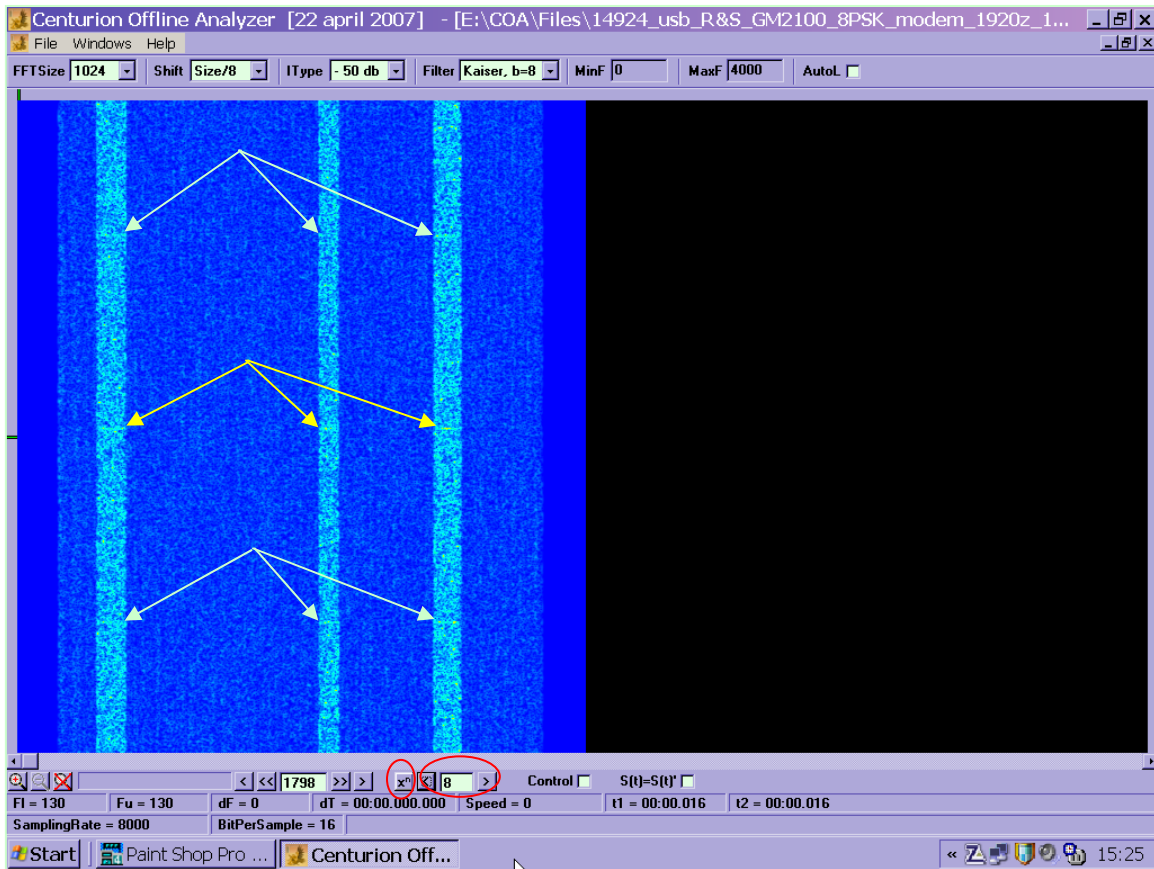 Centurion Offline Analyzer [22 april 2007] - [E:\COA\Files\14924_usb_R&S_GM2100_8PSK_modem_1920z_1...
File Windows Help
FFTSize 1024 Shift Size/8 IType - 50 db Filter Kaiser, b=8 MinF 0 MaxF 4000 AutoL
< << 1798 >> > xⁿ < 8 > Control S(t)=S(t)'
Fl = 130 Fu = 130 dF = 0 dT = 00:00.000.000 Speed = 0 t1 = 00:00.016 t2 = 00:00.016
SamplingRate = 8000 BitPerSample = 16
Start Paint Shop Pro ... Centurion Off... « 15:25